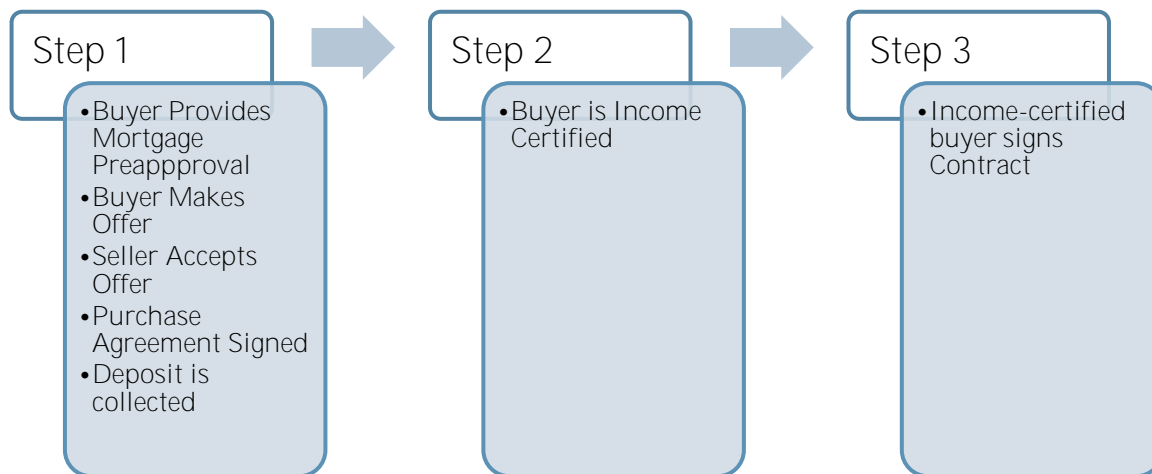 Step 1
•Buyer Provides
Mortgage
Preappproval
•Buyer Makes
Offer
•Seller Accepts
Offer
•Purchase
Agreement Signed
•Deposit is
collected
Step 2
•Buyer is Income
Certified
Step 3
•Income-certified
buyer signs
Contract